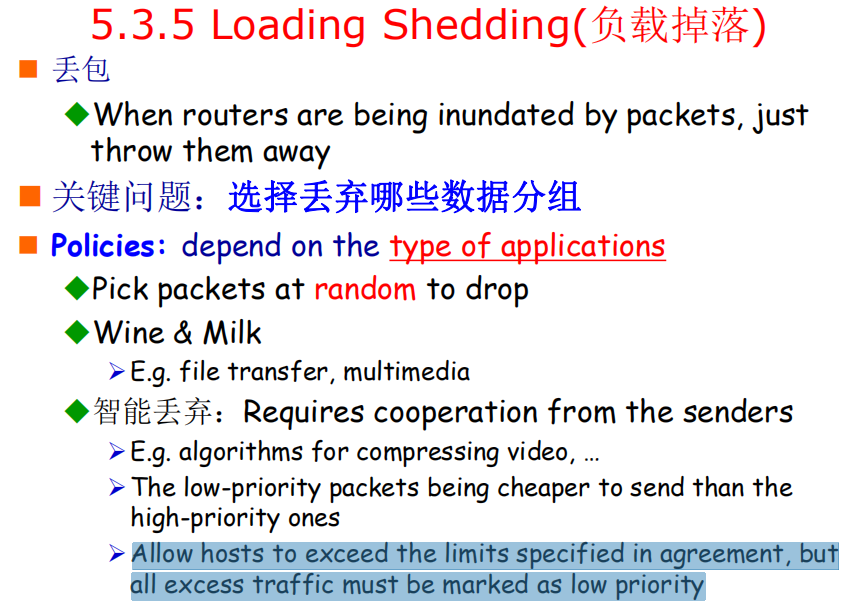 5.3.5 Loading Shedding(负载掉落)
丢包
When routers are being inundated by packets, just
throw them away
关键问题：选择丢弃哪些数据分组
Policies: depend on the type of applications
Pick packets at random to drop
Wine & Milk
E.g. file transfer, multimedia
智能丢弃：Requires cooperation from the senders
E.g. algorithms for compressing video, …
The low-priority packets being cheaper to send than the
high-priority ones
Allow hosts to exceed the limits specified in agreement, but
all excess traffic must be marked as low priority